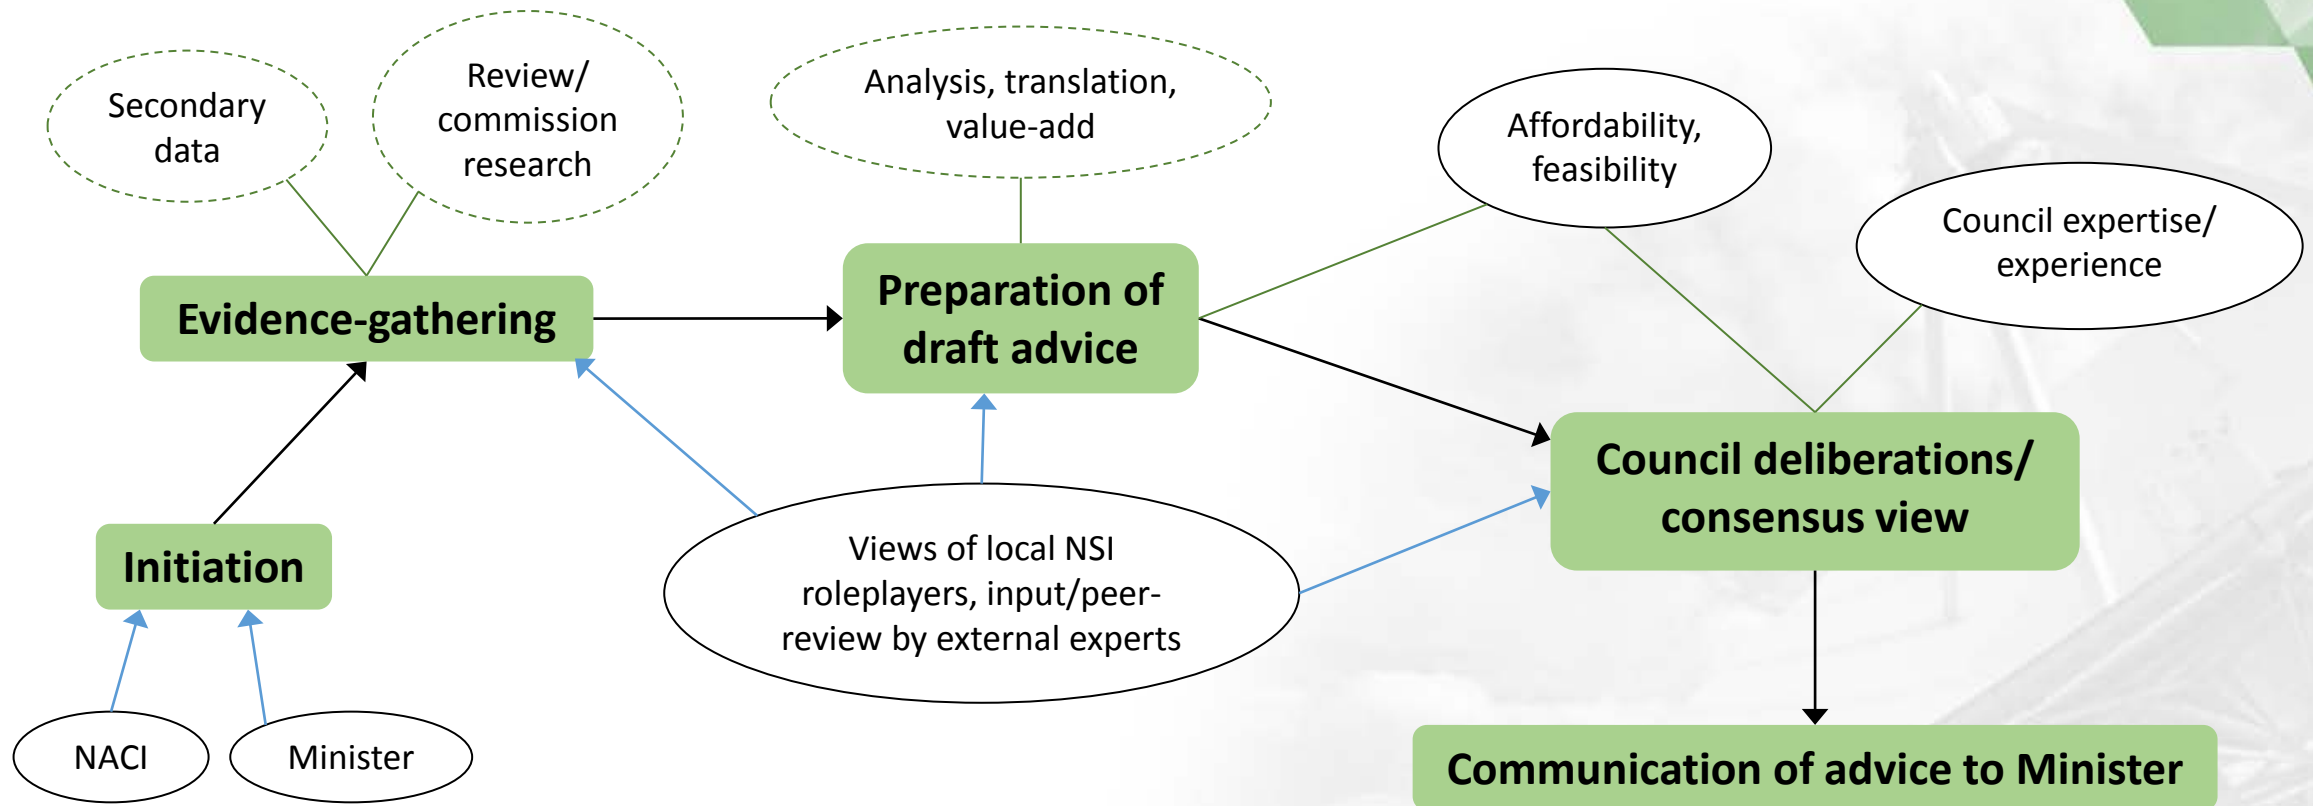 Secondary
data
Review/
commission
research
Analysis, translation,
value-add
Affordability,
feasibility
Council expertise/
experience
Evidence-gathering
Preparation of
draft advice
Council deliberations/
consensus view
Initiation
Views of local NSI
roleplayers, input/peer-
review by external experts
NACI
Minister
Communication of advice to Minister